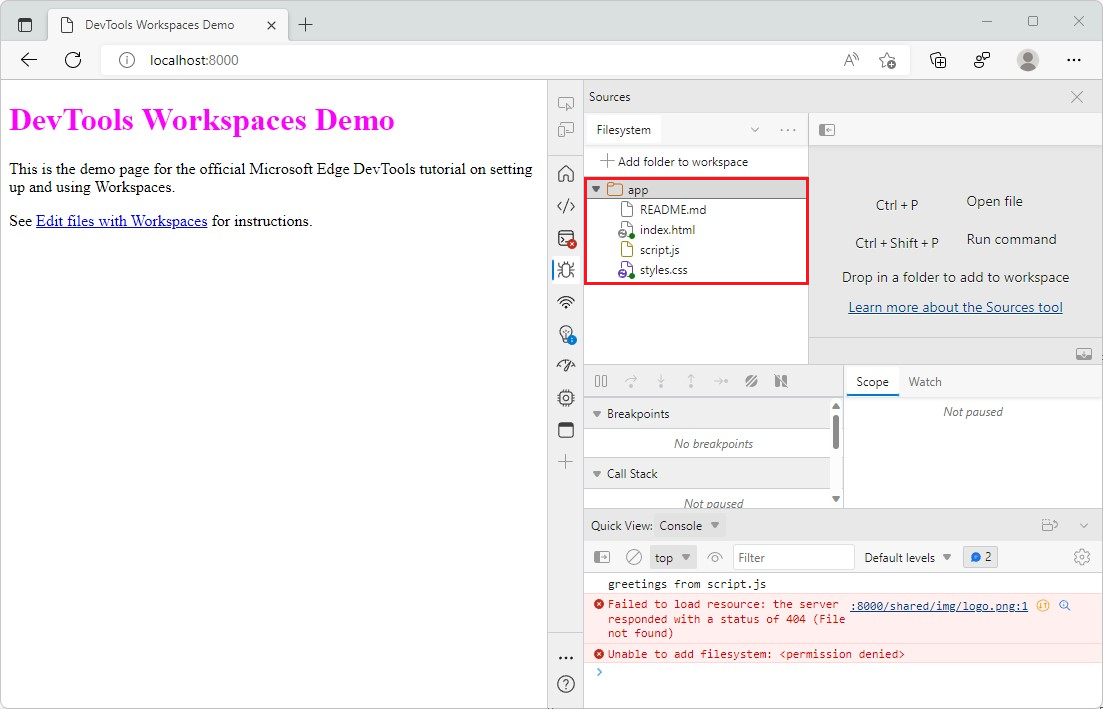 DevTools Workspaces Demo
localhost:8000
DevTools Workspaces Demo
This is the demo page for the official Microsoft Edge DevTools tutorial on setting
up and using Workspaces.
See Edit files with Workspaces for instructions.
Sources
Filesystem
Add folder to workspace
app
README.md
index.html
script.js
styles.css
Ctrl + P Open file
Ctrl + Shift + P Run command
Drop in a folder to add to workspace
Learn more about the Sources tool
Breakpoints
No breakpoints
Call Stack
Not paused
Scope Watch
Not paused
Quick View: Console
top Filter Default levels 2
greetings from script.js
Failed to load resource: the server :8000/shared/img/logo.png:1
responded with a status of 404 (File
not found)
Unable to add filesystem: <permission denied>